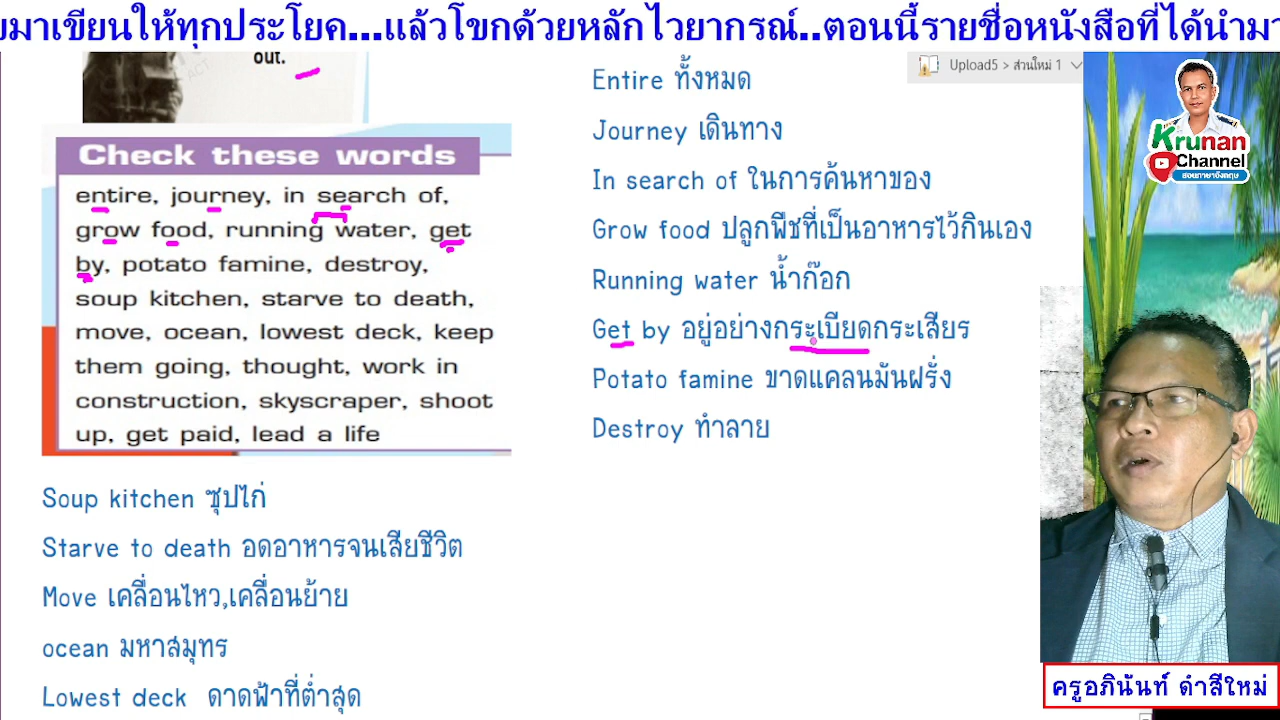 ยมาเขียนให้ทุกประโยค...แล้วโขกด้วยหลักไวยากรณ์..ตอนนี้รายชื่อหนังสือที่ได้นำมา
out.
Check these words
entire, journey, in search of,
grow food, running water, get
by, potato famine, destroy,
soup kitchen, starve to death,
move, ocean, lowest deck, keep
them going, thought, work in
construction, skyscraper, shoot
up, get paid, lead a life
Soup kitchen ซุปไก่
Starve to death อดอาหารจนเสียชีวิต
Move เคลื่อนไหว,เคลื่อนย้าย
ocean มหาสมุทร
Lowest deck ดาดฟ้าที่ต่ำสุด
Entire ทั้งหมด
Journey เดินทาง
In search of ในการค้นหาของ
Grow food ปลูกพืชที่เป็นอาหารไว้กินเอง
Running water น้ำก๊อก
Get by อยู่อย่างกระเบียดกระเสียร
Potato famine ขาดแคลนมันฝรั่ง
Destroy ทำลาย
Upload5 > ส่วนใหม่ 1
Krunan
Channel
สอนภาษาอังกฤษ
ครูอภินันท์ ดำสีใหม่